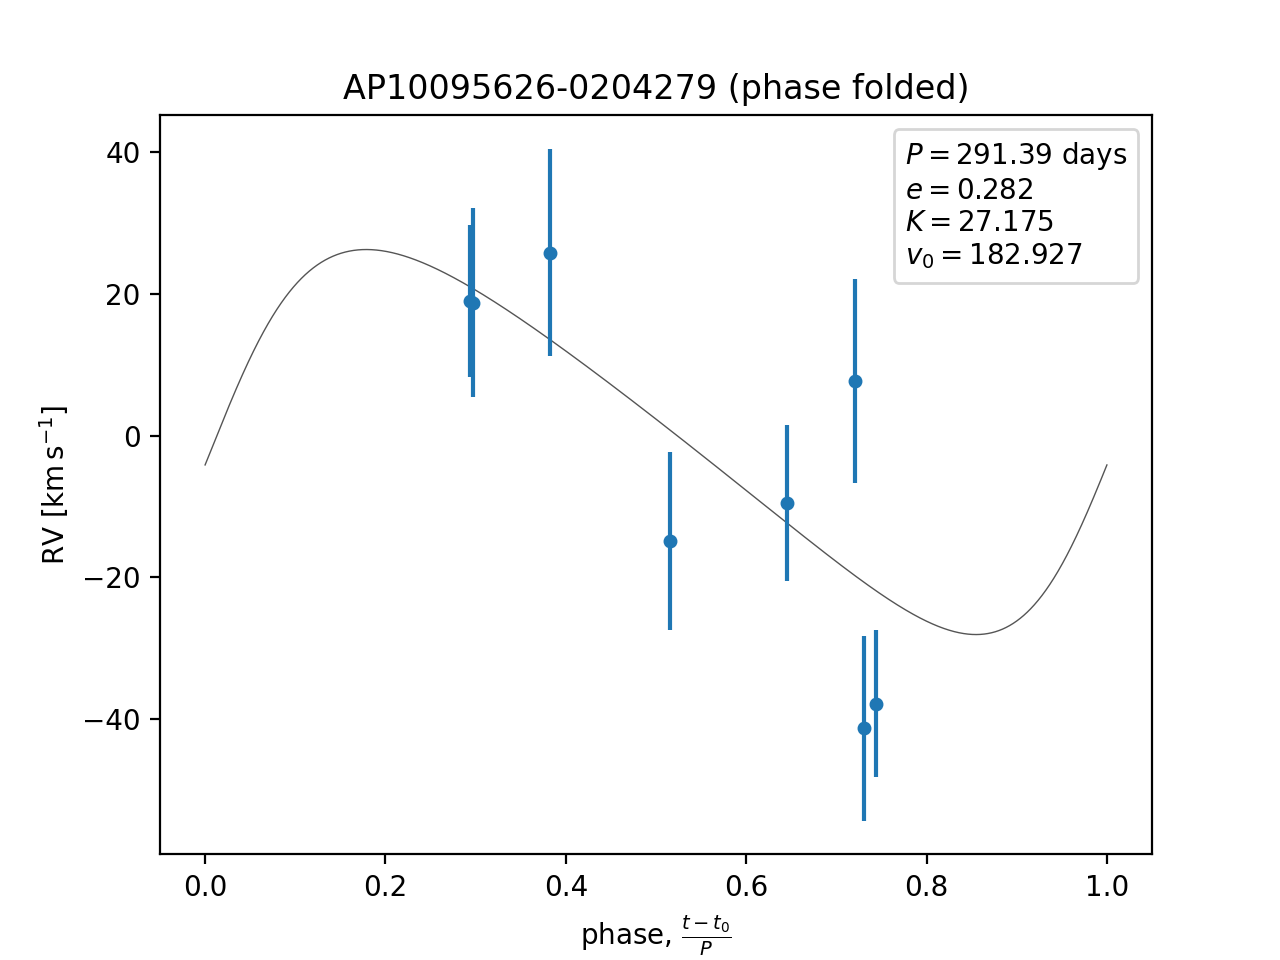 AP10095626-0204279 (phase folded)
P = 291.39 days
e = 0.282
K = 27.175
v₀ = 182.927
40
20
0
−20
−40
RV [km s⁻¹]
0.0 0.2 0.4 0.6 0.8 1.0
phase, (t − t₀)/P